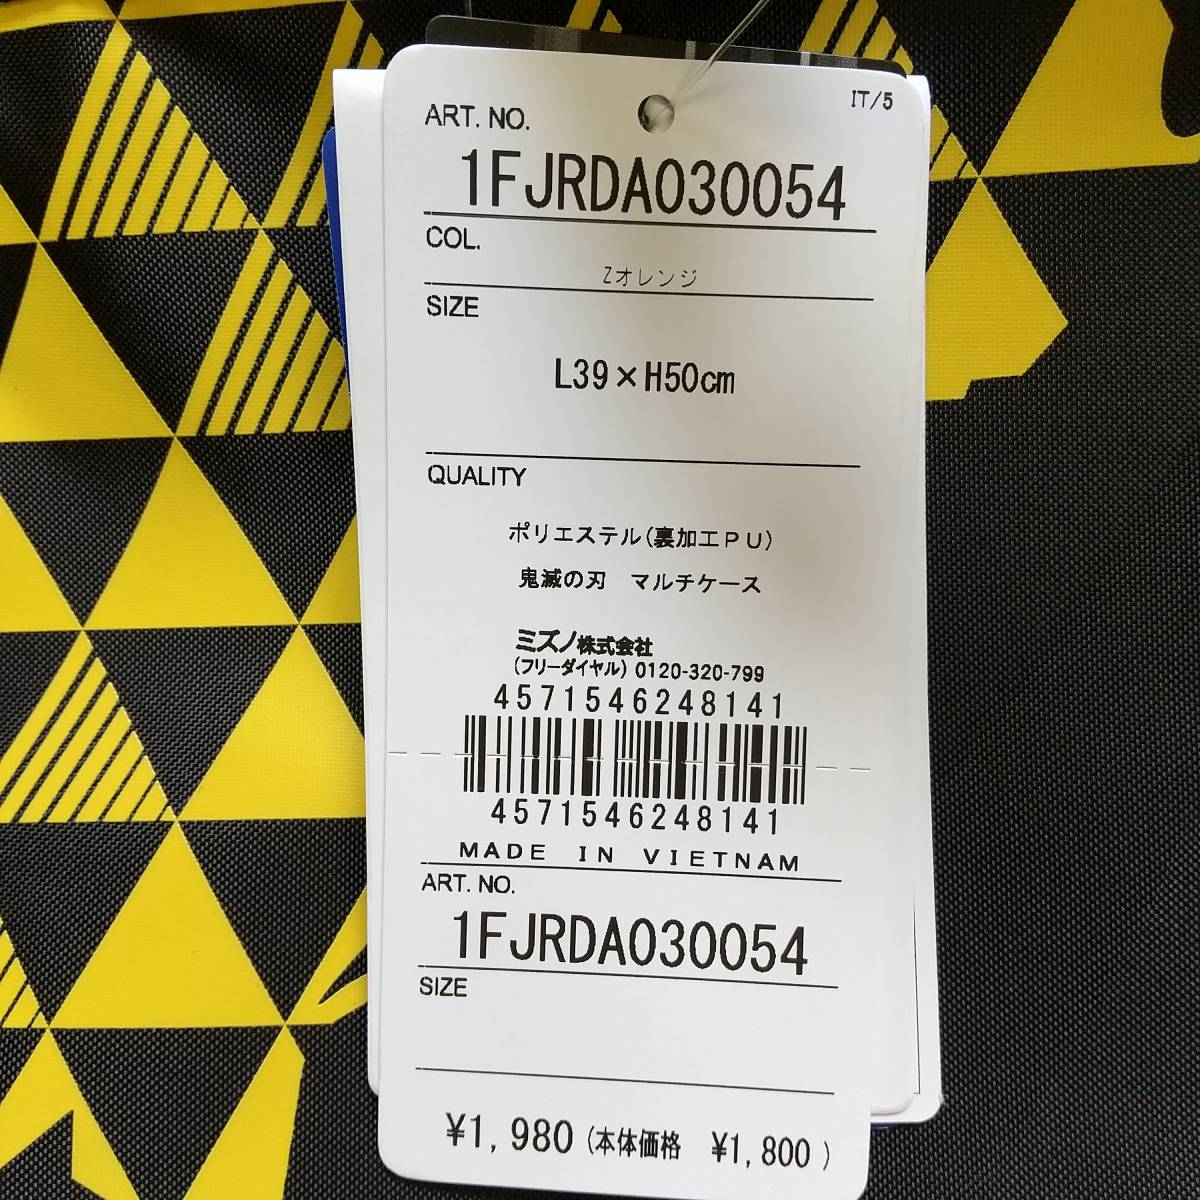 IT/5
ART. NO.
1FJRDA030054
COL.
Zオレンジ
SIZE
L39×H50cm
QUALITY
ポリエステル(裏加工PU)
鬼滅の刃　マルチケース
ミズノ株式会社
(フリーダイヤル) 0120-320-799
4571546248141
4571546248141
MADE IN VIETNAM
ART. NO.
1FJRDA030054
SIZE
¥1,980 (本体価格　¥1,800 )